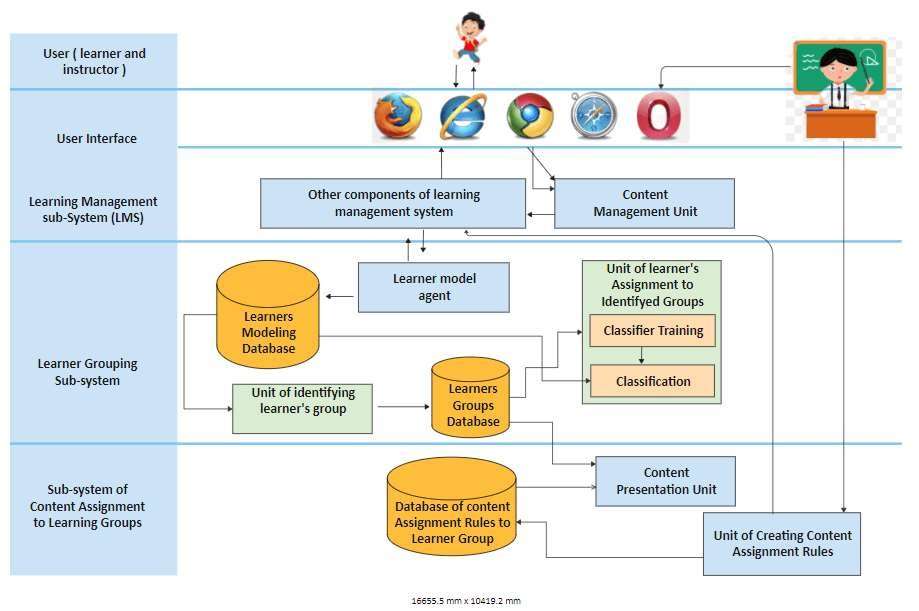 User ( learner and
instructor )
User Interface
Learning Management
sub-System (LMS)
Other components of learning
management system
Content
Management Unit
Learner Grouping
Sub-system
Learners
Modeling
Database
Learner model
agent
Unit of learner's
Assignment to
Identifyed Groups
Classifier Training
Classification
Unit of identifying
learner's group
Learners
Groups
Database
Sub-system of
Content Assignment
to Learning Groups
Database of content
Assignment Rules to
Learner Group
Content
Presentation Unit
Unit of Creating Content
Assignment Rules
16655.5 mm x 10419.2 mm